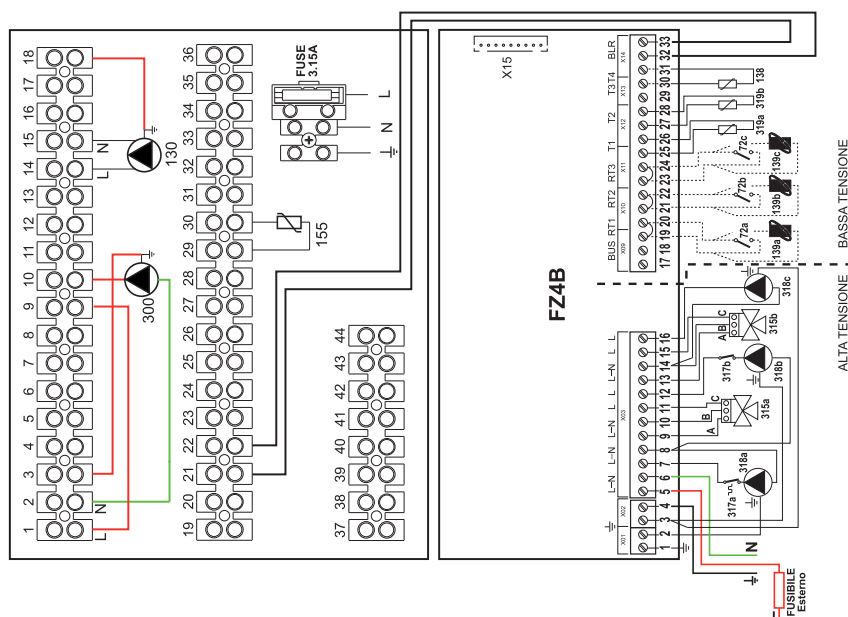 1 2 3 4 5 6 7 8 9 10 11 12 13 14 15 16 17 18
L N
300
L N
130
19 20 21 22 23 24 25 26 27 28 29 30 31 32 33 34 35 36
155
FUSE
3.15A
L
N
37 38 39 40 41 42 43 44
X15
FZ4B
L–N L–N L–N L L L–N L L
BUS RT1 RT2 RT3 T1 T2 T3 T4 BLR
X01 X02 X03 X09 X10 X11 X12 X13 X14
1 2 3 4 5 6 7 8 9 10 11 12 13 14 15 16
17 18 19 20 21 22 23 24 25 26 27 28 29 30 31 32 33
A B C
A B C
317a
318a
315a
317b
318b
315b
318c
72a
139a
72b
139b
72c
139c
319a
319b
138
N
FUSIBILE
Esterno
ALTA TENSIONE
BASSA TENSIONE